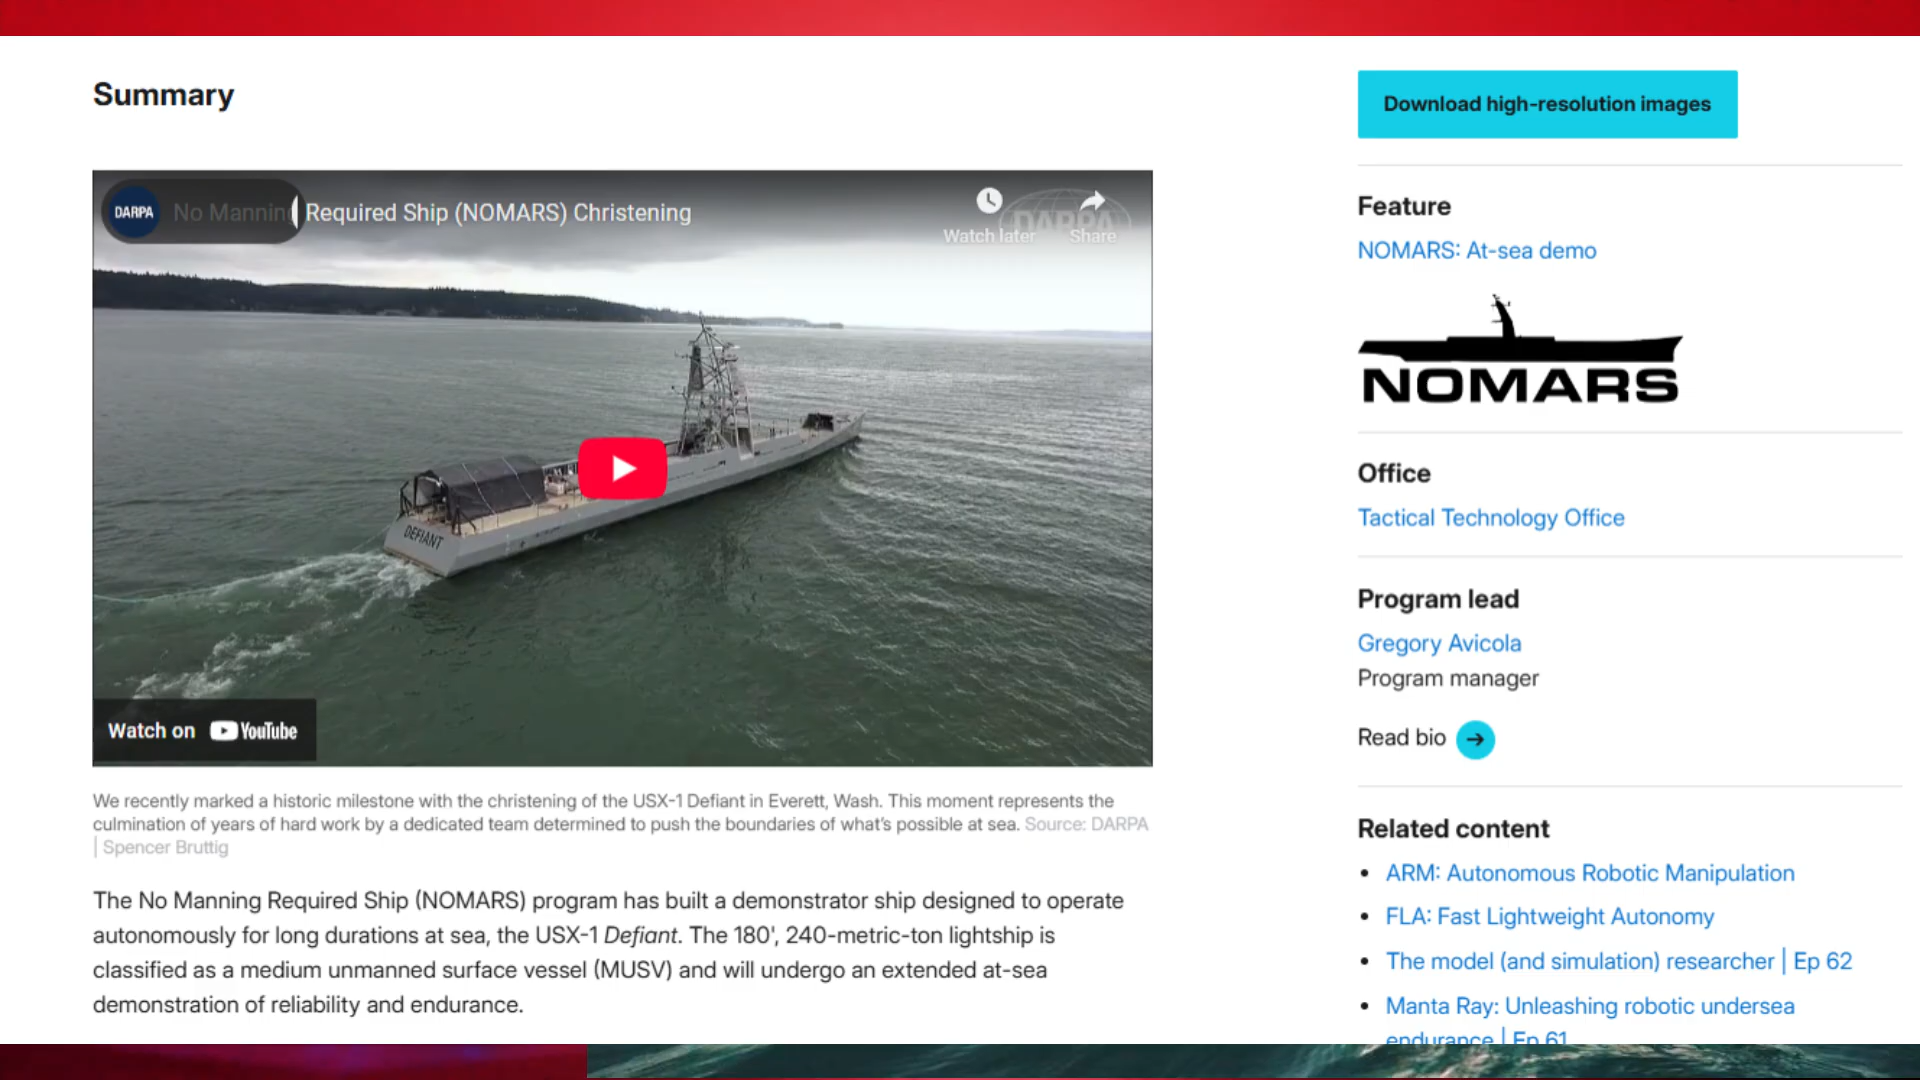 Summary
DARPA
No Manning Required Ship (NOMARS) Christening
DARPA
Watch later
Share
DEFIANT
Watch on YouTube
We recently marked a historic milestone with the christening of the USX-1 Defiant in Everett, Wash. This moment represents the
culmination of years of hard work by a dedicated team determined to push the boundaries of what's possible at sea. Source: DARPA
| Spencer Bruttig
The No Manning Required Ship (NOMARS) program has built a demonstrator ship designed to operate
autonomously for long durations at sea, the USX-1 Defiant. The 180', 240-metric-ton lightship is
classified as a medium unmanned surface vessel (MUSV) and will undergo an extended at-sea
demonstration of reliability and endurance.
Download high-resolution images
Feature
NOMARS: At-sea demo
NOMARS
Office
Tactical Technology Office
Program lead
Gregory Avicola
Program manager
Read bio
Related content
• ARM: Autonomous Robotic Manipulation
• FLA: Fast Lightweight Autonomy
• The model (and simulation) researcher | Ep 62
• Manta Ray: Unleashing robotic undersea
endurance | Ep 61